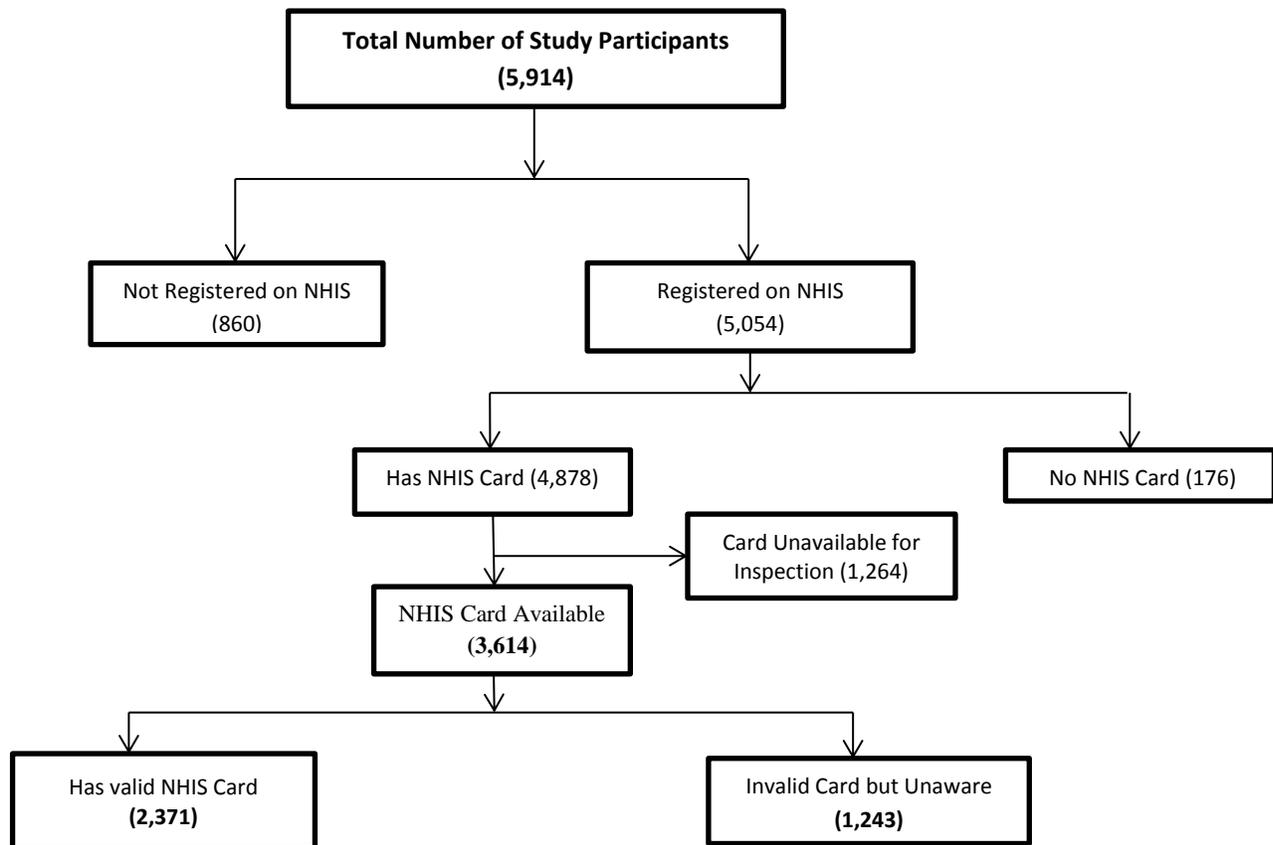 Total Number of Study Participants
(5,914)
Not Registered on NHIS
(860)
Registered on NHIS
(5,054)
Has NHIS Card (4,878)
No NHIS Card (176)
Card Unavailable for
Inspection (1,264)
NHIS Card Available
(3,614)
Has valid NHIS Card
(2,371)
Invalid Card but Unaware
(1,243)